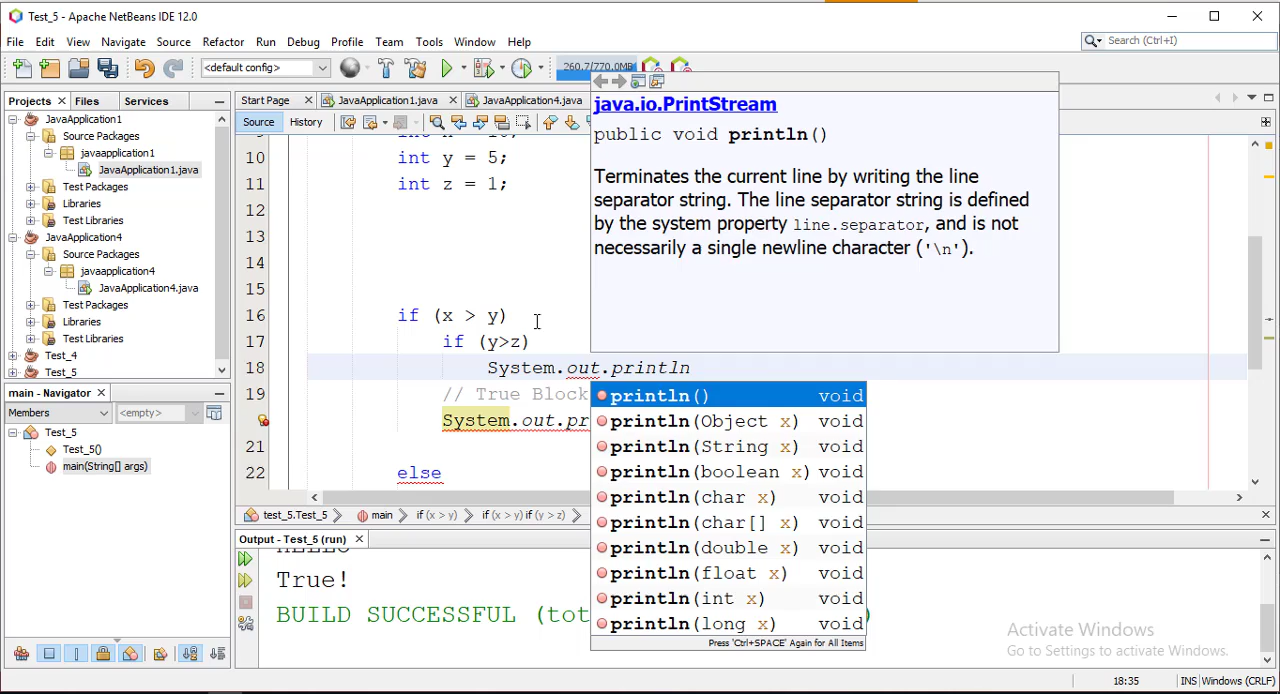 Test_5 - Apache NetBeans IDE 12.0
File Edit View Navigate Source Refactor Run Debug Profile Team Tools Window Help
Search (Ctrl+I)
<default config>
260.7/770.0MB
Projects Files Services
Start Page JavaApplication1.java JavaApplication4.java
Source History
JavaApplication1
Source Packages
javaapplication1
JavaApplication1.java
Test Packages
Libraries
Test Libraries
JavaApplication4
Source Packages
javaapplication4
JavaApplication4.java
Test Packages
Libraries
Test Libraries
Test_4
Test_5
main - Navigator
Members <empty>
Test_5
Test_5()
main(String[] args)
10 int y = 5;
11 int z = 1;
12
13
14
15
16 if (x > y)
17 if (y>z)
18 System.out.println
19 // True Block
System.out.pr
21
22 else
java.io.PrintStream
public void println()
Terminates the current line by writing the line
separator string. The line separator string is defined
by the system property line.separator, and is not
necessarily a single newline character ('\n').
println() void
println(Object x) void
println(String x) void
println(boolean x) void
println(char x) void
println(char[] x) void
println(double x) void
println(float x) void
println(int x) void
println(long x) void
Press 'Ctrl+SPACE' Again for All Items
test_5.Test_5 main if (x > y) if (x > y) if (y > z)
Output - Test_5 (run)
HELLO
True!
BUILD SUCCESSFUL (tot )
Activate Windows
Go to Settings to activate Windows.
18:35 INS Windows (CRLF)